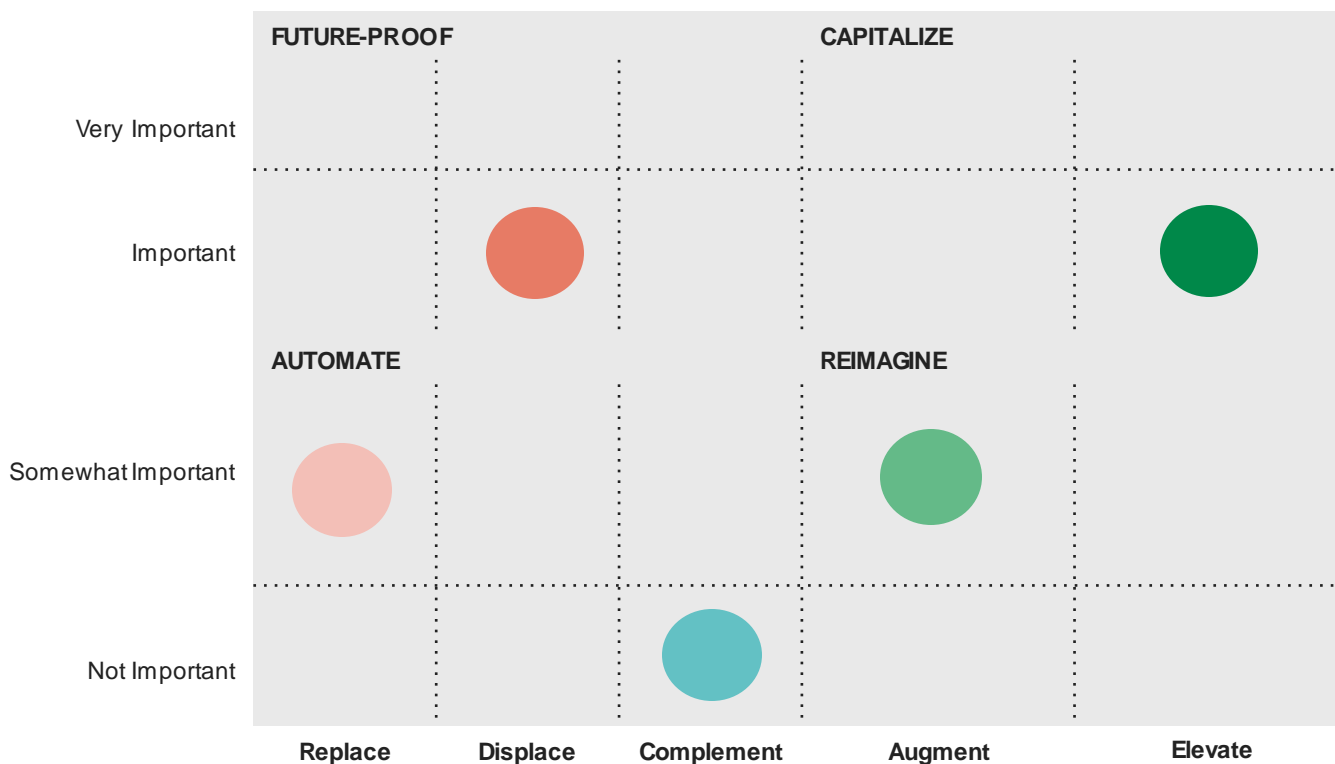 FUTURE-PROOF
CAPITALIZE
Very Important
Important
AUTOMATE
REIMAGINE
Somewhat Important
Not Important
Replace
Displace
Complement
Augment
Elevate